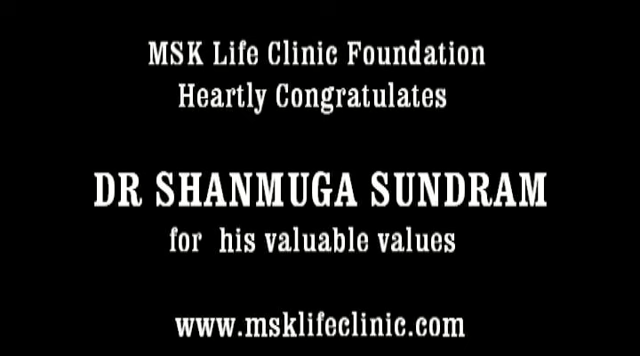 MSK Life Clinic Foundation
Heartly Congratulates
DR SHANMUGA SUNDRAM
for his valuable values
www.msklifeclinic.com